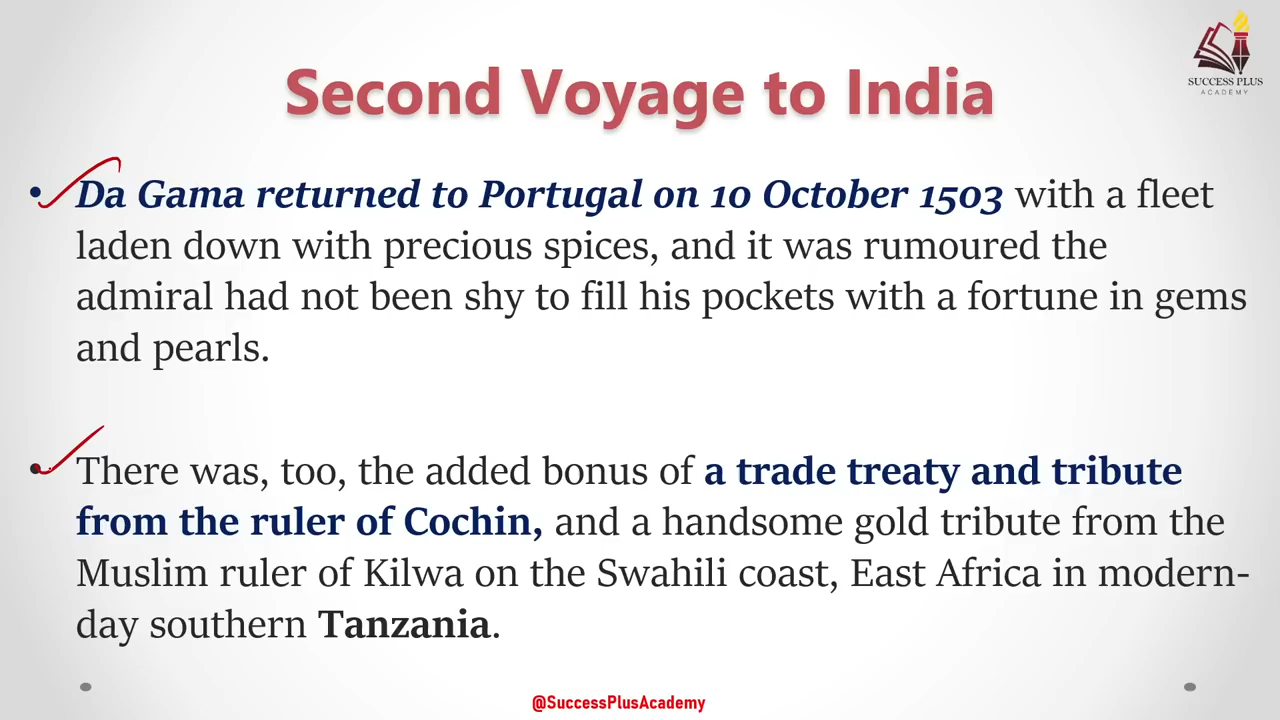 SUCCESS PLUS
ACADEMY
Second Voyage to India
• Da Gama returned to Portugal on 10 October 1503 with a fleet
laden down with precious spices, and it was rumoured the
admiral had not been shy to fill his pockets with a fortune in gems
and pearls.
• There was, too, the added bonus of a trade treaty and tribute
from the ruler of Cochin, and a handsome gold tribute from the
Muslim ruler of Kilwa on the Swahili coast, East Africa in modern-
day southern Tanzania.
@SuccessPlusAcademy